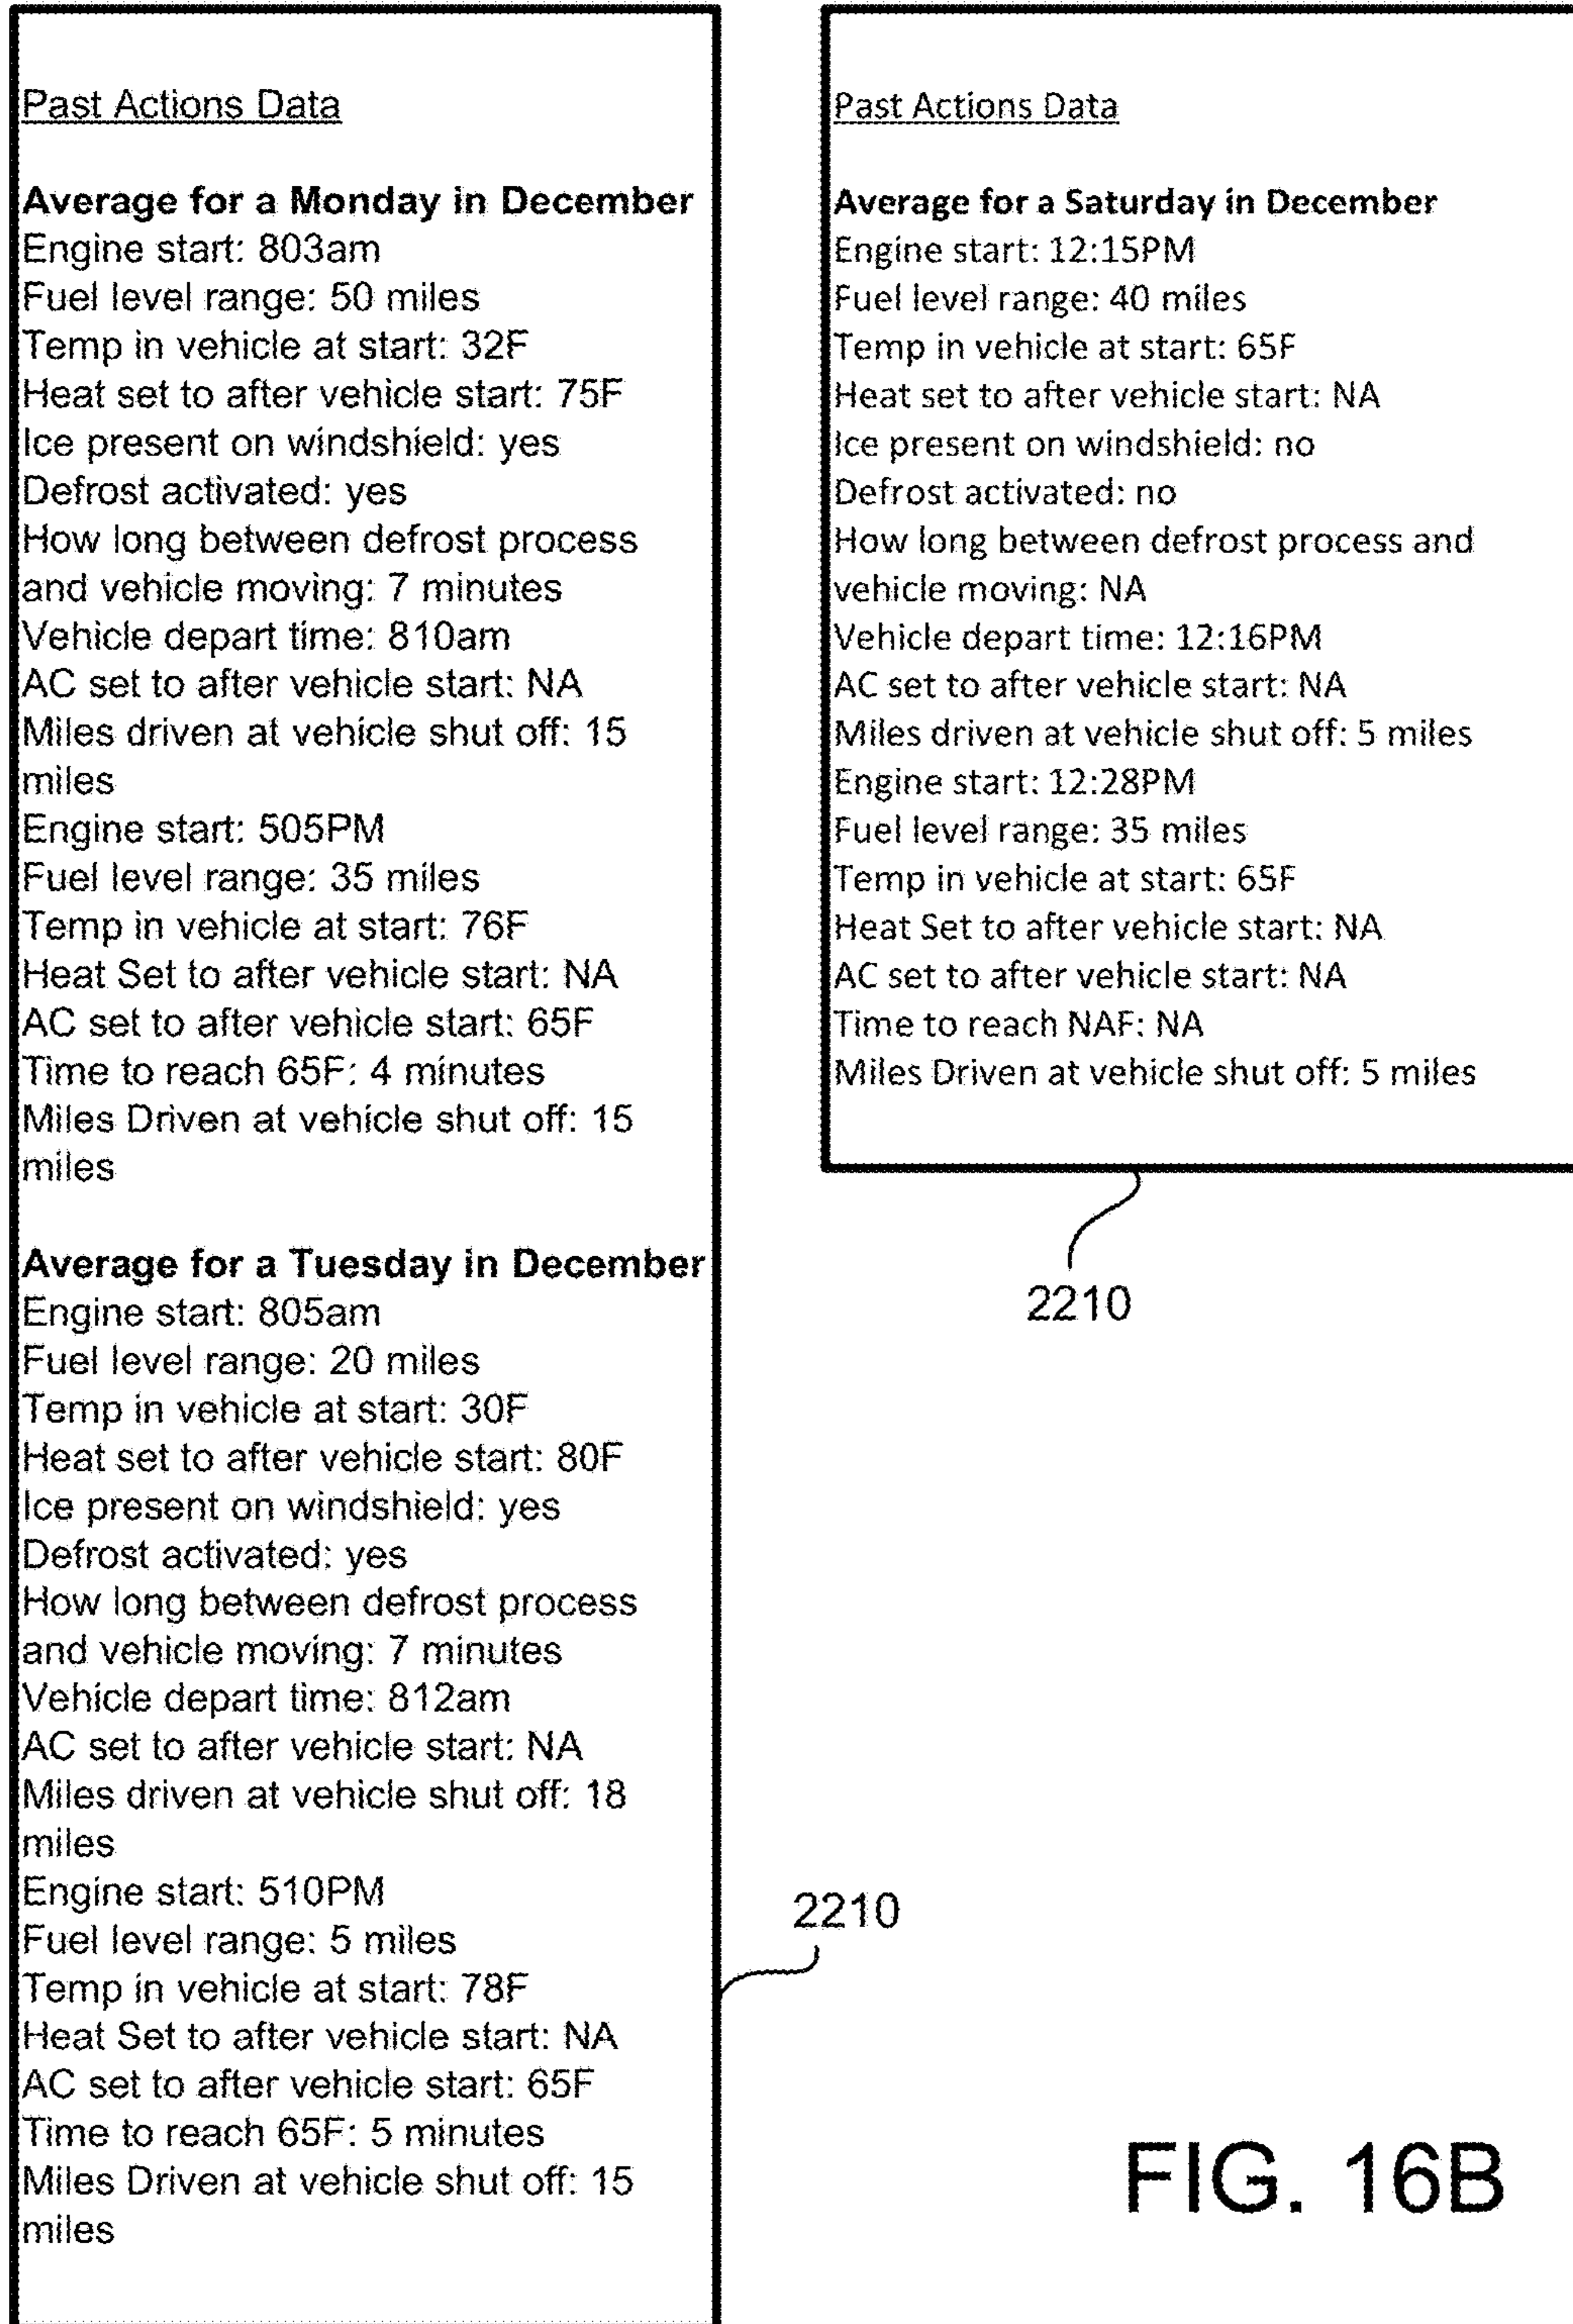 Past Actions Data
Average for a Monday in December
Engine start: 803am
Fuel level range: 50 miles
Temp in vehicle at start: 32F
Heat set to after vehicle start: 75F
Ice present on windshield: yes
Defrost activated: yes
How long between defrost process
and vehicle moving: 7 minutes
Vehicle depart time: 810am
AC set to after vehicle start: NA
Miles driven at vehicle shut off: 15
miles
Engine start: 505PM
Fuel level range: 35 miles
Temp in vehicle at start: 76F
Heat Set to after vehicle start: NA
AC set to after vehicle start: 65F
Time to reach 65F: 4 minutes
Miles Driven at vehicle shut off: 15
miles
Average for a Tuesday in December
Engine start: 805am
Fuel level range: 20 miles
Temp in vehicle at start: 30F
Heat set to after vehicle start: 80F
Ice present on windshield: yes
Defrost activated: yes
How long between defrost process
and vehicle moving: 7 minutes
Vehicle depart time: 812am
AC set to after vehicle start: NA
Miles driven at vehicle shut off: 18
miles
Engine start: 510PM
Fuel level range: 5 miles
Temp in vehicle at start: 78F
Heat Set to after vehicle start: NA
AC set to after vehicle start: 65F
Time to reach 65F: 5 minutes
Miles Driven at vehicle shut off: 15
miles
2210
Past Actions Data
Average for a Saturday in December
Engine start: 12:15PM
Fuel level range: 40 miles
Temp in vehicle at start: 65F
Heat set to after vehicle start: NA
Ice present on windshield: no
Defrost activated: no
How long between defrost process and
vehicle moving: NA
Vehicle depart time: 12:16PM
AC set to after vehicle start: NA
Miles driven at vehicle shut off: 5 miles
Engine start: 12:28PM
Fuel level range: 35 miles
Temp in vehicle at start: 65F
Heat Set to after vehicle start: NA
AC set to after vehicle start: NA
Time to reach NAF: NA
Miles Driven at vehicle shut off: 5 miles
2210
FIG. 16B